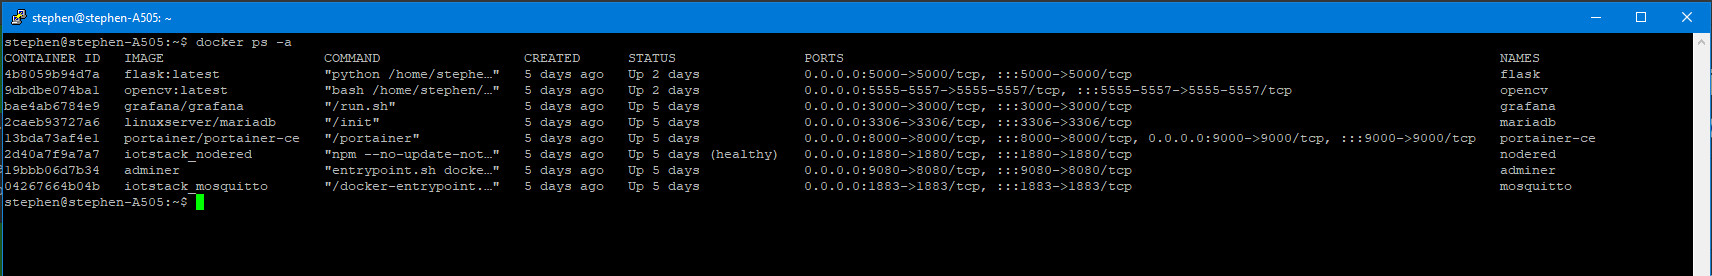 stephen@stephen-A505: ~
stephen@stephen-A505:~$ docker ps -a
CONTAINER ID   IMAGE                    COMMAND                  CREATED      STATUS                PORTS                                                                                  NAMES
4b8059b94d7a   flask:latest             "python /home/stephe…"   5 days ago   Up 2 days             0.0.0.0:5000->5000/tcp, :::5000->5000/tcp                                              flask
9dbdbe074ba1   opencv:latest            "bash /home/stephen/…"   5 days ago   Up 2 days             0.0.0.0:5555-5557->5555-5557/tcp, :::5555-5557->5555-5557/tcp                          opencv
bae4ab6784e9   grafana/grafana          "/run.sh"                5 days ago   Up 5 days             0.0.0.0:3000->3000/tcp, :::3000->3000/tcp                                              grafana
2caeb93727a6   linuxserver/mariadb      "/init"                  5 days ago   Up 5 days             0.0.0.0:3306->3306/tcp, :::3306->3306/tcp                                              mariadb
13bda73af4e1   portainer/portainer-ce   "/portainer"             5 days ago   Up 5 days             0.0.0.0:8000->8000/tcp, :::8000->8000/tcp, 0.0.0.0:9000->9000/tcp, :::9000->9000/tcp   portainer-ce
2d40a7f9a7a7   iotstack_nodered         "npm --no-update-not…"   5 days ago   Up 5 days (healthy)   0.0.0.0:1880->1880/tcp, :::1880->1880/tcp                                              nodered
19bbb06d7b34   adminer                  "entrypoint.sh docke…"   5 days ago   Up 5 days             0.0.0.0:9080->8080/tcp, :::9080->8080/tcp                                              adminer
04267664b04b   iotstack_mosquitto       "/docker-entrypoint.…"   5 days ago   Up 5 days             0.0.0.0:1883->1883/tcp, :::1883->1883/tcp                                              mosquitto
stephen@stephen-A505:~$